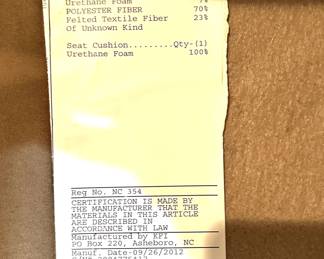 Urethane Foam 7%
POLYESTER FIBER 70%
Felted Textile Fiber 23%
Of Unknown Kind
Seat Cushion.........Qty-(1)
Urethane Foam 100%
Reg No. NC 354
CERTIFICATION IS MADE BY
THE MANUFACTURER THAT THE
MATERIALS IN THIS ARTICLE
ARE DESCRIBED IN
ACCORDANCE WITH LAW
Manufactured by KFI
PO Box 220, Asheboro, NC
Manuf. Date-09/26/2012